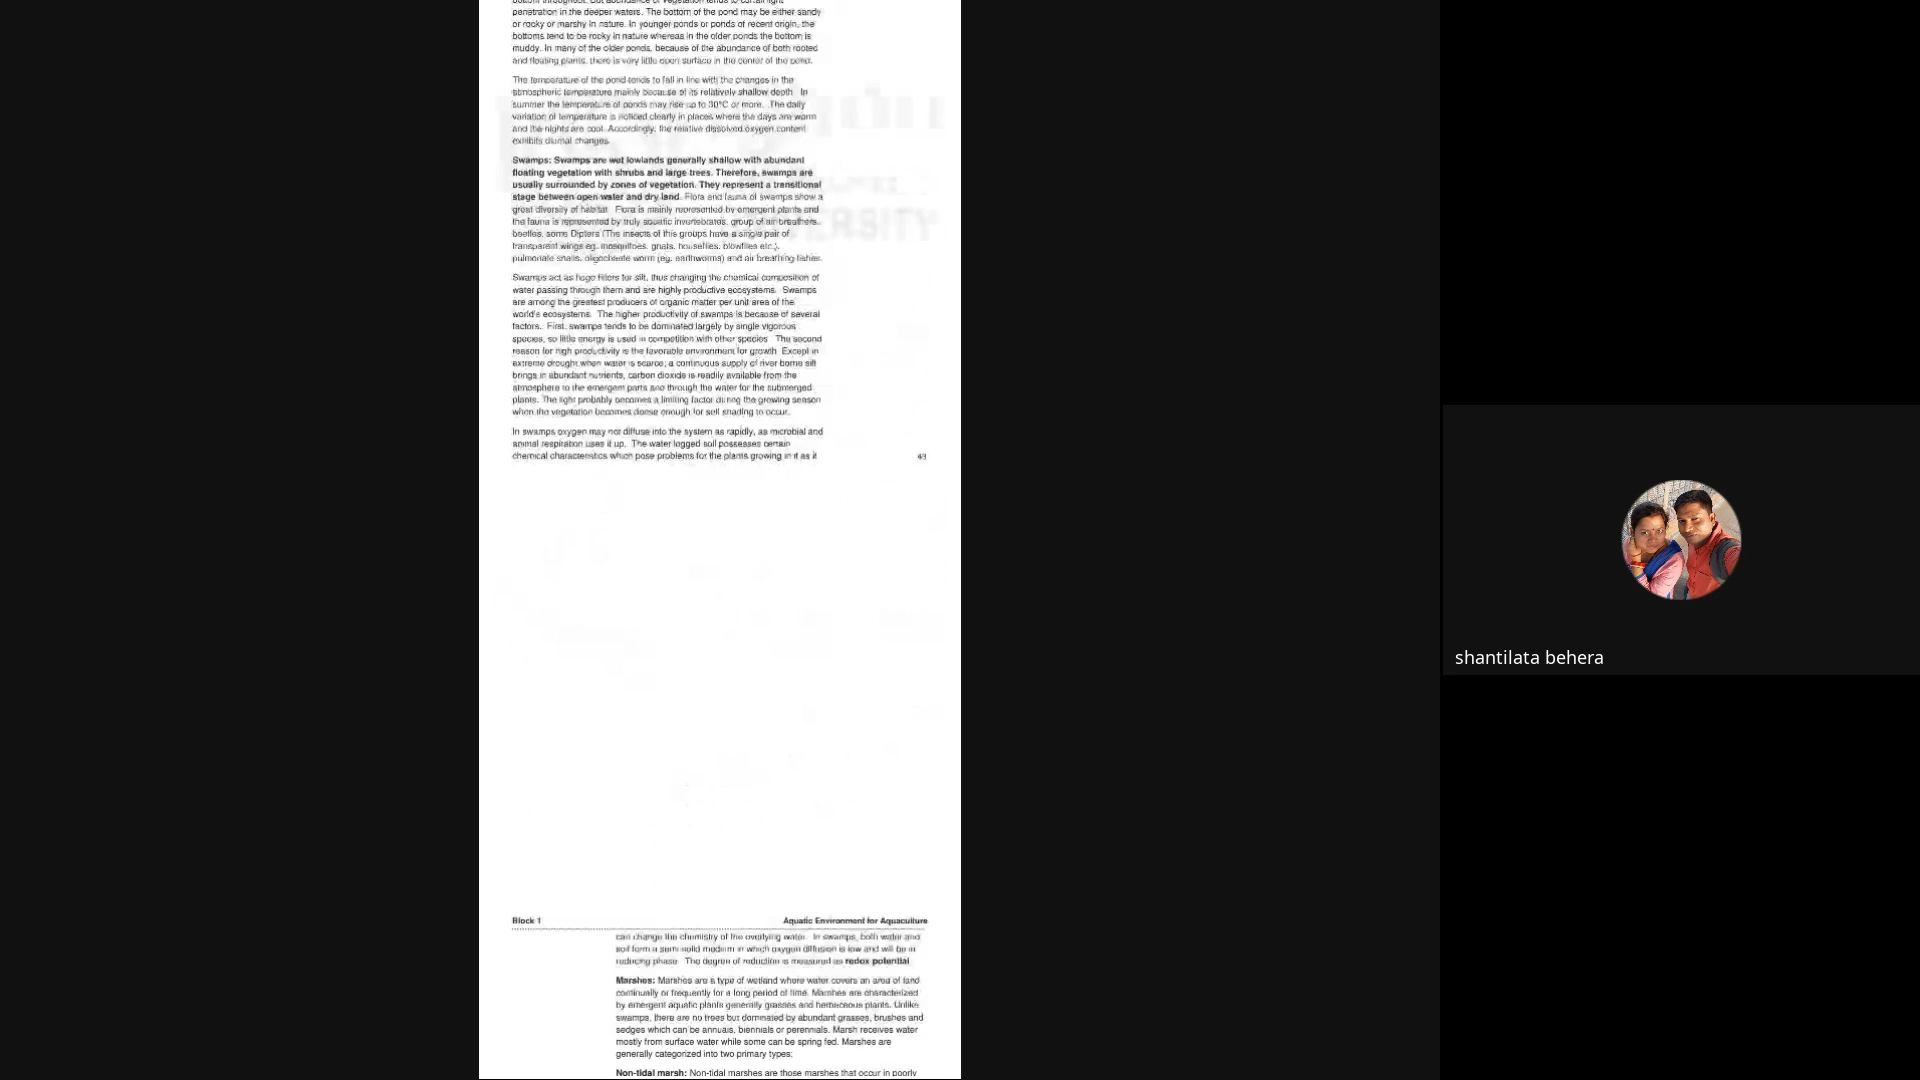 penetration in the deeper waters. The bottom of the pond may be either sandy
or rocky or marshy in nature. In younger ponds or ponds of recent origin, the
bottoms tend to be rocky in nature whereas in the older ponds the bottom is
muddy. In many of the older ponds, because of the abundance of both rooted
and floating plants, there is very little open surface in the center of the pond.
The temperature of the pond tends to fall in line with the changes in the
atmospheric temperature mainly because of its relatively shallow depth. In
summer the temperature of ponds may rise up to 30°C or more. The daily
variation of temperature is noticed clearly in places where the days are warm
and the nights are cool. Accordingly, the relative dissolved oxygen content
exhibits diurnal changes.
Swamps: Swamps are wet lowlands generally shallow with abundant
floating vegetation with shrubs and large trees. Therefore, swamps are
usually surrounded by zones of vegetation. They represent a transitional
stage between open water and dry land. Flora and fauna of swamps show a
great diversity of habitat. Flora is mainly represented by emergent plants and
the fauna is represented by truly aquatic invertebrates, group of air breathers,
beetles, some Diptera (The insects of this groups have a single pair of
transparent wings eg. mosquitoes, gnats, houseflies, blowflies etc.),
pulmonate snails, oligochaete worm (eg. earthworms) and air breathing fishes.
Swamps act as huge filters for silt, thus changing the chemical composition of
water passing through them and are highly productive ecosystems. Swamps
are among the greatest producers of organic matter per unit area of the
world's ecosystems. The higher productivity of swamps is because of several
factors. First, swamps tends to be dominated largely by single vigorous
species, so little energy is used in competition with other species. The second
reason for high productivity is the favorable environment for growth. Except in
extreme drought when water is scarce, a continuous supply of river borne silt
brings in abundant nutrients, carbon dioxide is readily available from the
atmosphere to the emergent parts and through the water for the submerged
plants. The light probably becomes a limiting factor during the growing season
when the vegetation becomes dense enough for self shading to occur.
In swamps oxygen may not diffuse into the system as rapidly, as microbial and
animal respiration uses it up. The water logged soil possesses certain
chemical characteristics which pose problems for the plants growing in it as it
Block 1 Aquatic Environment for Aquaculture
can change the chemistry of the overlying water. In swamps, both water and
soil form a semi-solid medium in which oxygen diffusion is low and will be in
reducing phase. The degree of reduction is measured as redox potential
Marshes: Marshes are a type of wetland where water covers an area of land
continually or frequently for a long period of time. Marshes are characterized
by emergent aquatic plants generally grasses and herbaceous plants. Unlike
swamps, there are no trees but dominated by abundant grasses, brushes and
sedges which can be annuals, biennials or perennials. Marsh receives water
mostly from surface water while some can be spring fed. Marshes are
generally categorized into two primary types:
Non-tidal marsh: Non-tidal marshes are those marshes that occur in poorly
shantilata behera